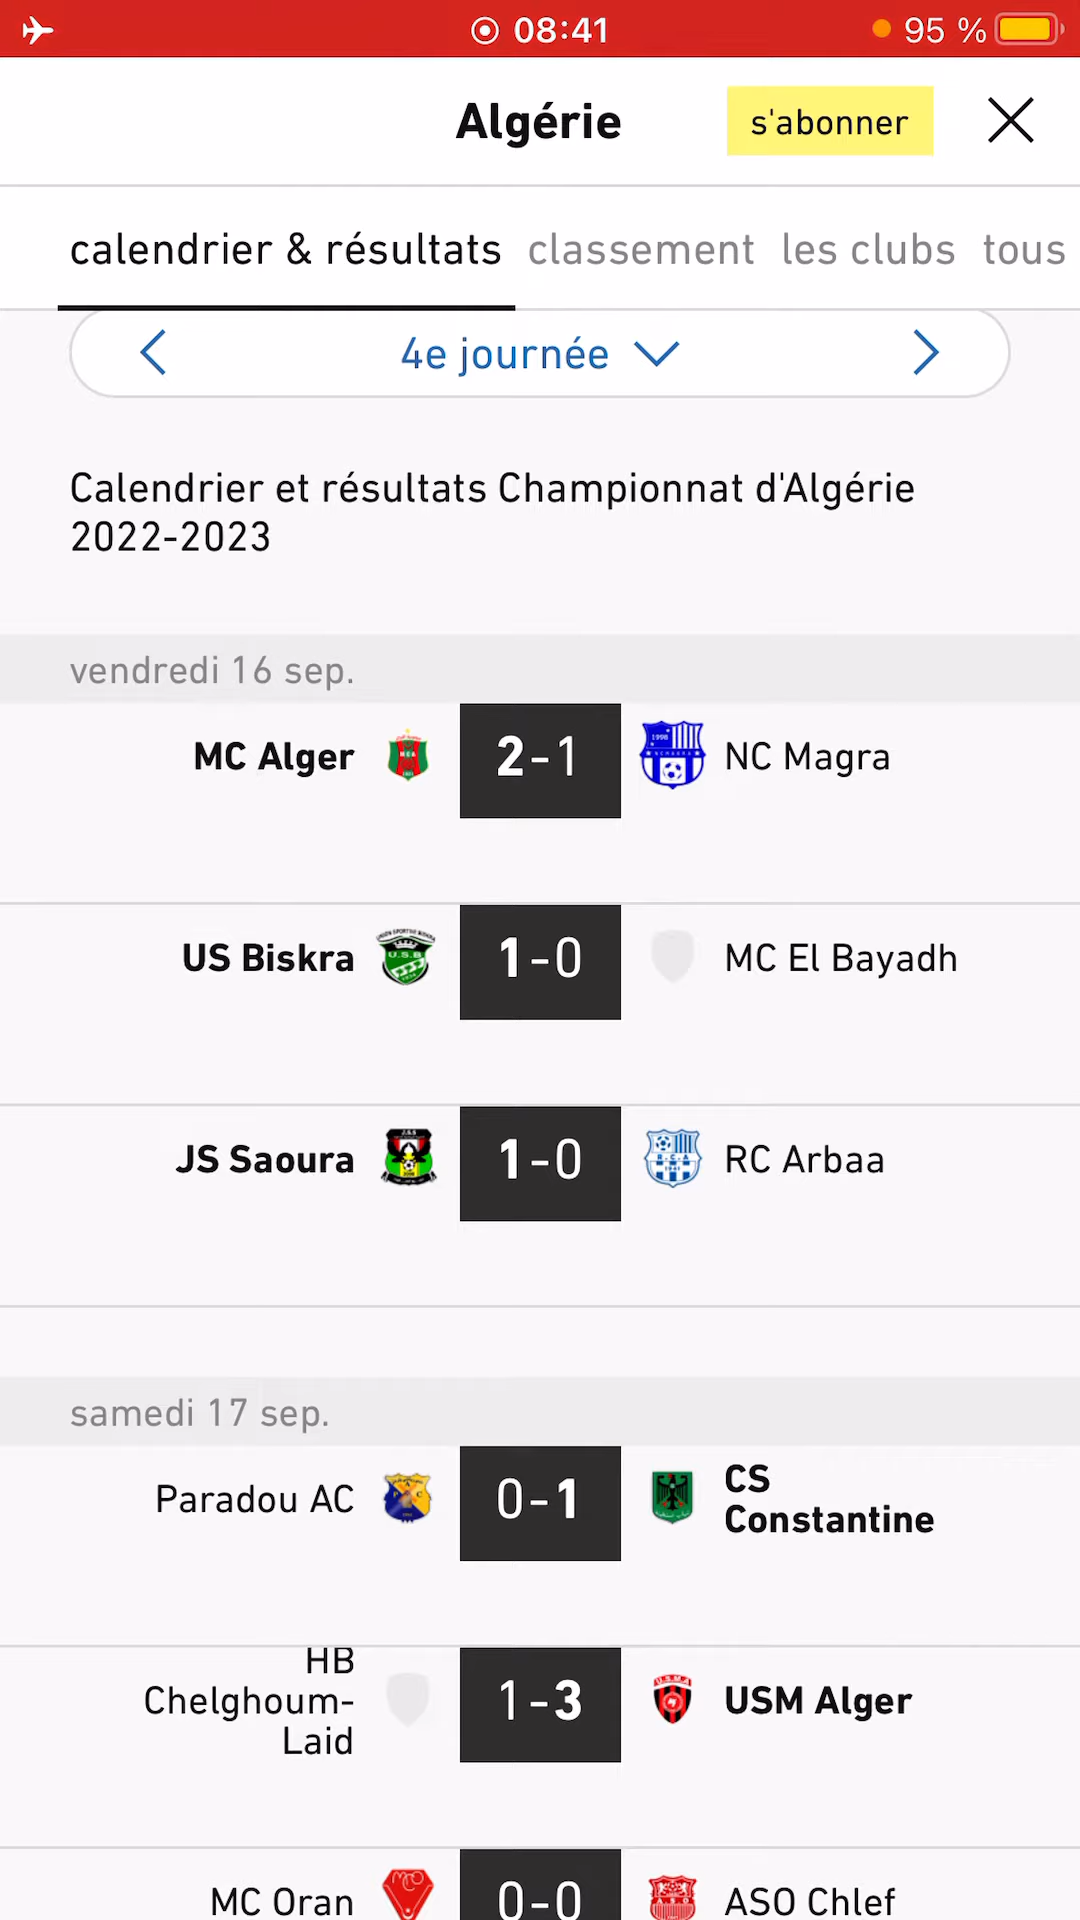 08:41
95 %
Algérie
s'abonner
calendrier & résultats classement les clubs tous
4e journée
Calendrier et résultats Championnat d'Algérie
2022-2023
vendredi 16 sep.
MC Alger 2-1 NC Magra
US Biskra 1-0 MC El Bayadh
JS Saoura 1-0 RC Arbaa
samedi 17 sep.
Paradou AC 0-1 CS Constantine
HB Chelghoum-Laid 1-3 USM Alger
MC Oran 0-0 ASO Chlef